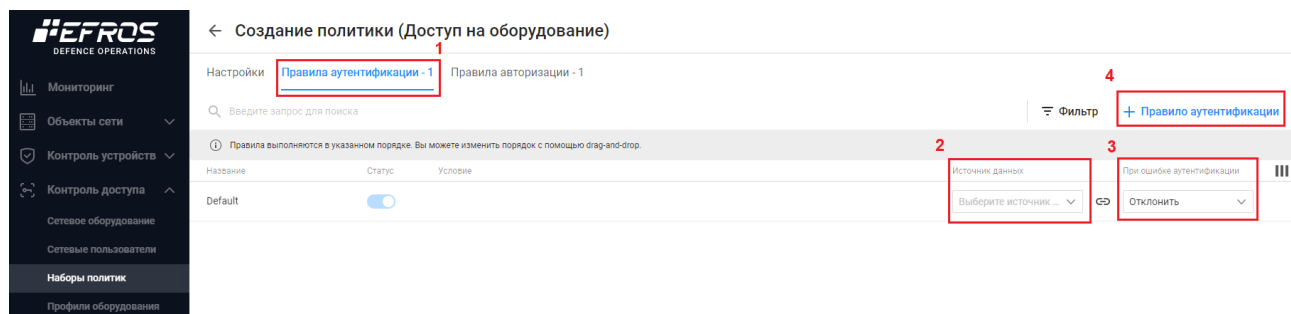 EFROS
DEFENCE OPERATIONS
Мониторинг
Объекты сети
Контроль устройств
Контроль доступа
Сетевое оборудование
Сетевые пользователи
Наборы политик
Профили оборудования
← Создание политики (Доступ на оборудование)
1
Настройки Правила аутентификации - 1 Правила авторизации - 1
4
Введите запрос для поиска Фильтр + Правило аутентификации
Правила выполняются в указанном порядке. Вы можете изменить порядок с помощью drag-and-drop.
2 3
Название Статус Условие Источник данных При ошибке аутентификации
Default Выберите источник ... Отклонить